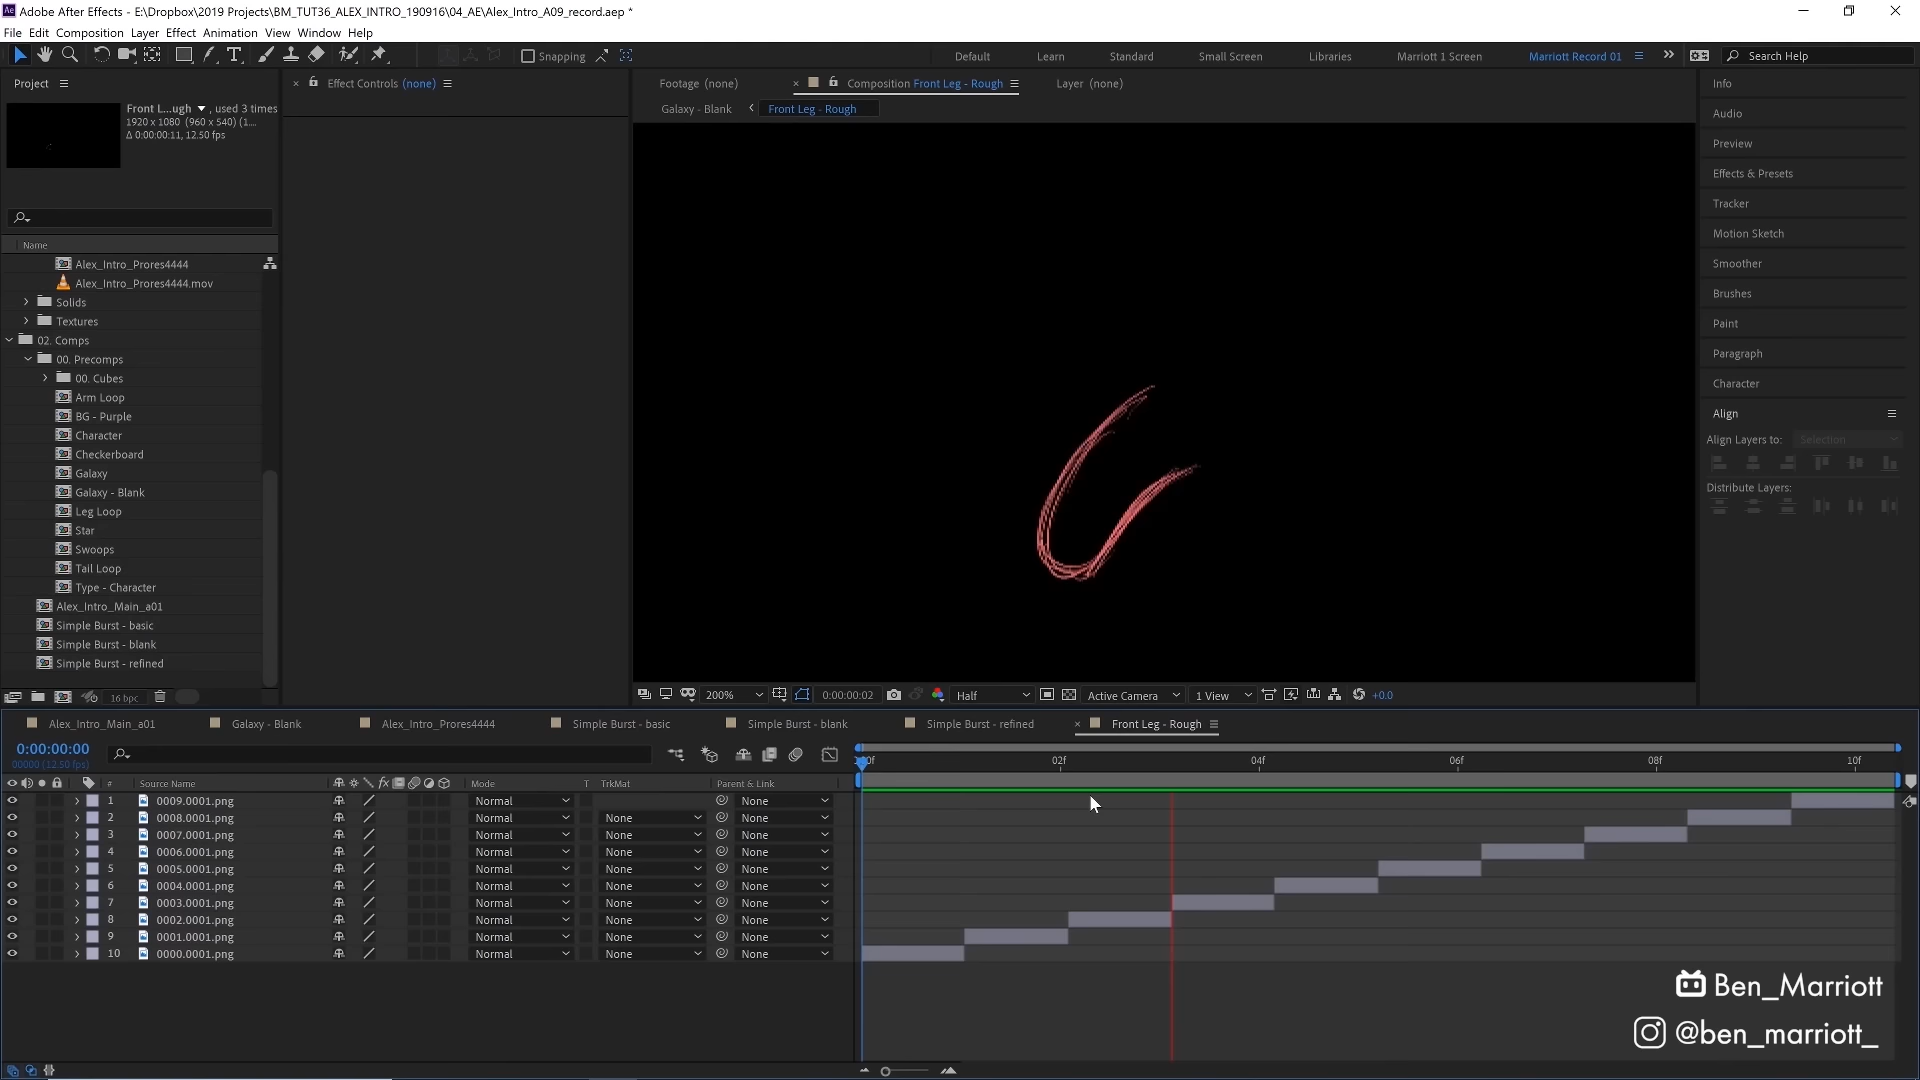 Adobe After Effects - E:\Dropbox\2019 Projects\BM_TUT36_ALEX_INTRO_190916\04_AE\Alex_Intro_A09_record.aep *
File Edit Composition Layer Effect Animation View Window Help
Snapping
Default Learn Standard Small Screen Libraries Marriott 1 Screen Marriott Record 01 Search Help
Project
Effect Controls (none)
Footage (none)
Composition Front Leg - Rough
Layer (none)
Galaxy - Blank
Front Leg - Rough
Front L...ugh , used 3 times
1920 x 1080 (960 x 540) (1...
Δ 0:00:00:11, 12.50 fps
Name
Alex_Intro_Prores4444
Alex_Intro_Prores4444.mov
Solids
Textures
02. Comps
00. Precomps
00. Cubes
Arm Loop
BG - Purple
Character
Checkerboard
Galaxy
Galaxy - Blank
Leg Loop
Star
Swoops
Tail Loop
Type - Character
Alex_Intro_Main_a01
Simple Burst - basic
Simple Burst - blank
Simple Burst - refined
16 bpc
Info
Audio
Preview
Effects & Presets
Tracker
Motion Sketch
Smoother
Brushes
Paint
Paragraph
Character
Align
Align Layers to: Selection
Distribute Layers:
200% 0:00:00:02 Half Active Camera 1 View +0.0
Alex_Intro_Main_a01 Galaxy - Blank Alex_Intro_Prores4444 Simple Burst - basic Simple Burst - blank Simple Burst - refined Front Leg - Rough
0:00:00:00
00000 (12.50 fps)
# Source Name fx Mode T TrkMat Parent & Link
02f 04f 06f 08f 10f
1 0009.0001.png Normal None
2 0008.0001.png Normal None None
3 0007.0001.png Normal None None
4 0006.0001.png Normal None None
5 0005.0001.png Normal None None
6 0004.0001.png Normal None None
7 0003.0001.png Normal None None
8 0002.0001.png Normal None None
9 0001.0001.png Normal None None
10 0000.0001.png Normal None None
Ben_Marriott
@ben_marriott_